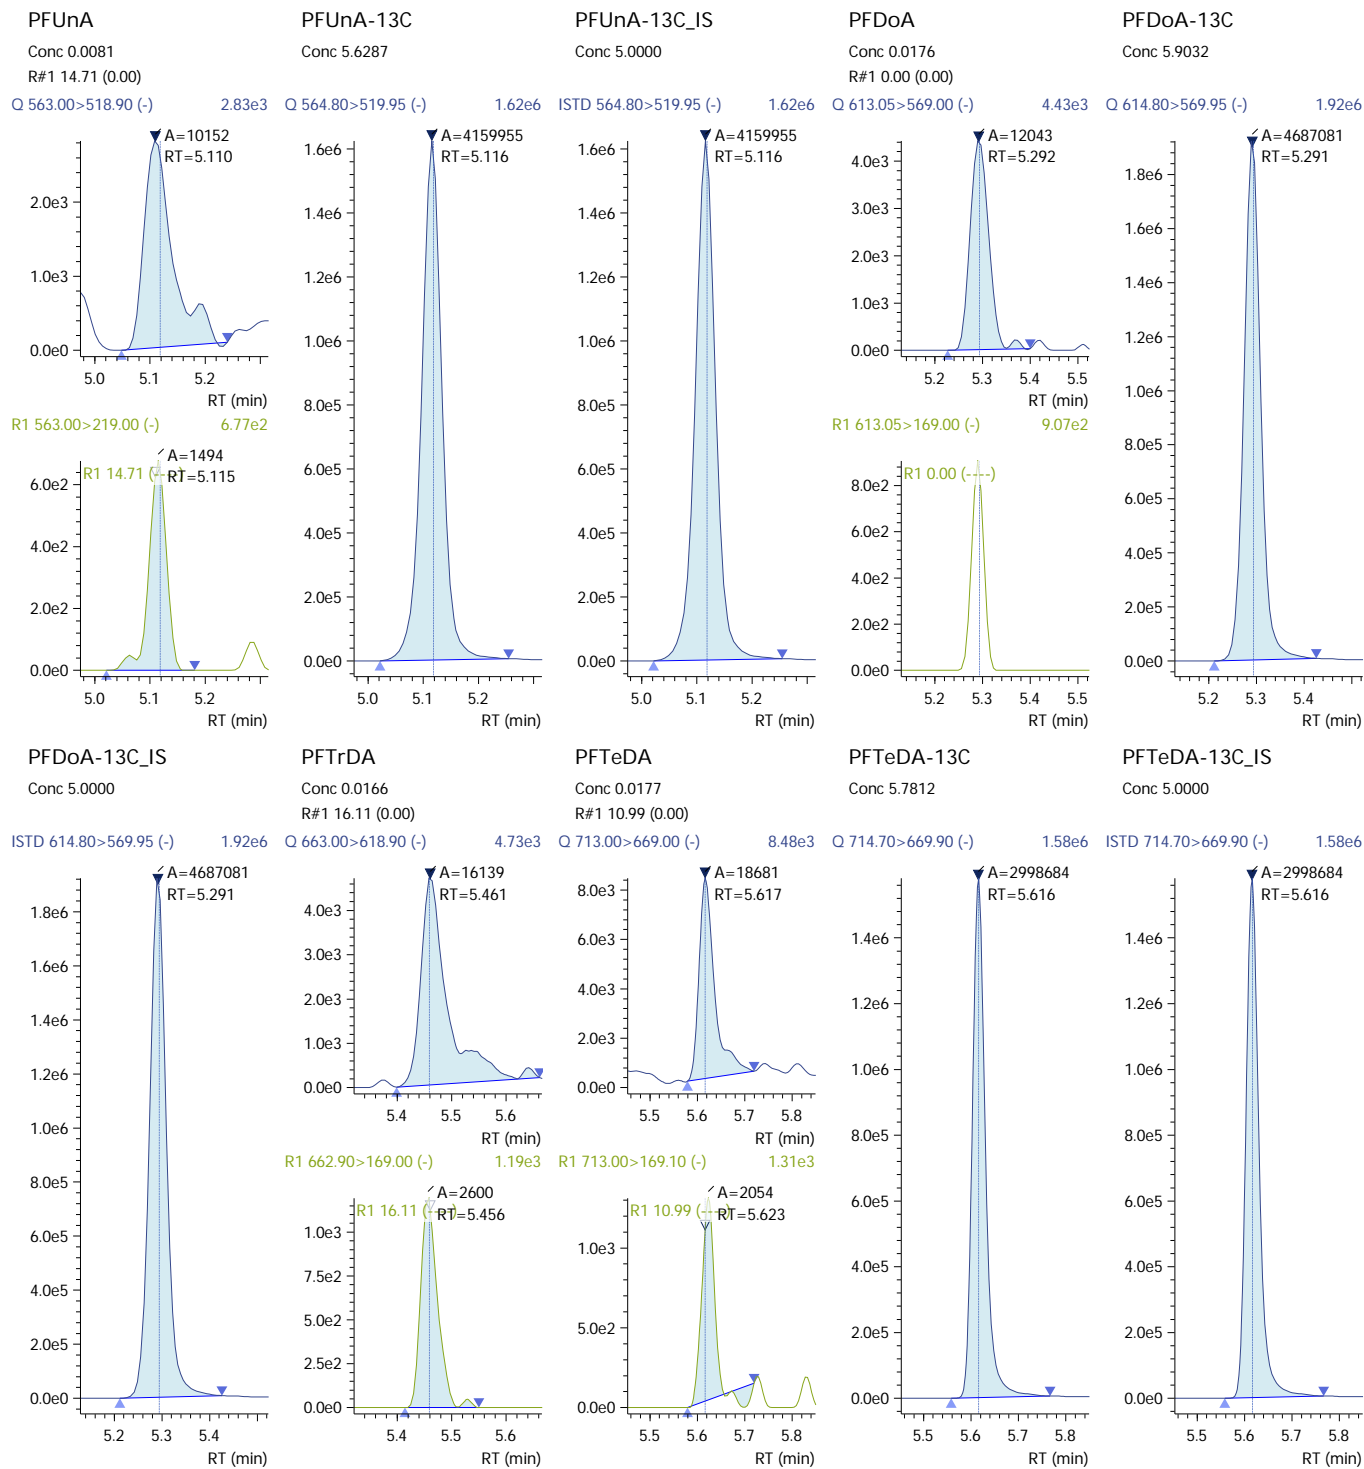 PFUnA
Conc 0.0081
R#1 14.71 (0.00)
Q 563.00>518.90 (-) 2.83e3
A=10152
RT=5.110
2.0e3
1.0e3
0.0e0
5.0 5.1 5.2
RT (min)
R1 563.00>219.00 (-) 6.77e2
A=1494
R1 14.71 (----)
RT=5.115
6.0e2
4.0e2
2.0e2
0.0e0
5.0 5.1 5.2
RT (min)
PFUnA-13C
Conc 5.6287
Q 564.80>519.95 (-) 1.62e6
A=4159955
RT=5.116
1.6e6
1.4e6
1.2e6
1.0e6
8.0e5
6.0e5
4.0e5
2.0e5
0.0e0
5.0 5.1 5.2
RT (min)
PFUnA-13C_IS
Conc 5.0000
ISTD 564.80>519.95 (-) 1.62e6
A=4159955
RT=5.116
1.6e6
1.4e6
1.2e6
1.0e6
8.0e5
6.0e5
4.0e5
2.0e5
0.0e0
5.0 5.1 5.2
RT (min)
PFDoA
Conc 0.0176
R#1 0.00 (0.00)
Q 613.05>569.00 (-) 4.43e3
A=12043
RT=5.292
4.0e3
3.0e3
2.0e3
1.0e3
0.0e0
5.2 5.3 5.4 5.5
RT (min)
R1 613.05>169.00 (-) 9.07e2
R1 0.00 (----)
8.0e2
6.0e2
4.0e2
2.0e2
0.0e0
5.2 5.3 5.4 5.5
RT (min)
PFDoA-13C
Conc 5.9032
Q 614.80>569.95 (-) 1.92e6
A=4687081
RT=5.291
1.8e6
1.6e6
1.4e6
1.2e6
1.0e6
8.0e5
6.0e5
4.0e5
2.0e5
0.0e0
5.2 5.3 5.4
RT (min)
PFDoA-13C_IS
Conc 5.0000
ISTD 614.80>569.95 (-) 1.92e6
A=4687081
RT=5.291
1.8e6
1.6e6
1.4e6
1.2e6
1.0e6
8.0e5
6.0e5
4.0e5
2.0e5
0.0e0
5.2 5.3 5.4
RT (min)
PFTrDA
Conc 0.0166
R#1 16.11 (0.00)
Q 663.00>618.90 (-) 4.73e3
A=16139
RT=5.461
4.0e3
3.0e3
2.0e3
1.0e3
0.0e0
5.4 5.5 5.6
RT (min)
R1 662.90>169.00 (-) 1.19e3
A=2600
R1 16.11 (----)
RT=5.456
1.0e3
7.5e2
5.0e2
2.5e2
0.0e0
5.4 5.5 5.6
RT (min)
PFTeDA
Conc 0.0177
R#1 10.99 (0.00)
Q 713.00>669.00 (-) 8.48e3
A=18681
RT=5.617
8.0e3
6.0e3
4.0e3
2.0e3
0.0e0
5.5 5.6 5.7 5.8
RT (min)
R1 713.00>169.10 (-) 1.31e3
A=2054
R1 10.99 (----)
RT=5.623
1.0e3
5.0e2
0.0e0
5.5 5.6 5.7 5.8
RT (min)
PFTeDA-13C
Conc 5.7812
Q 714.70>669.90 (-) 1.58e6
A=2998684
RT=5.616
1.4e6
1.2e6
1.0e6
8.0e5
6.0e5
4.0e5
2.0e5
0.0e0
5.5 5.6 5.7 5.8
RT (min)
PFTeDA-13C_IS
Conc 5.0000
ISTD 714.70>669.90 (-) 1.58e6
A=2998684
RT=5.616
1.4e6
1.2e6
1.0e6
8.0e5
6.0e5
4.0e5
2.0e5
0.0e0
5.5 5.6 5.7 5.8
RT (min)